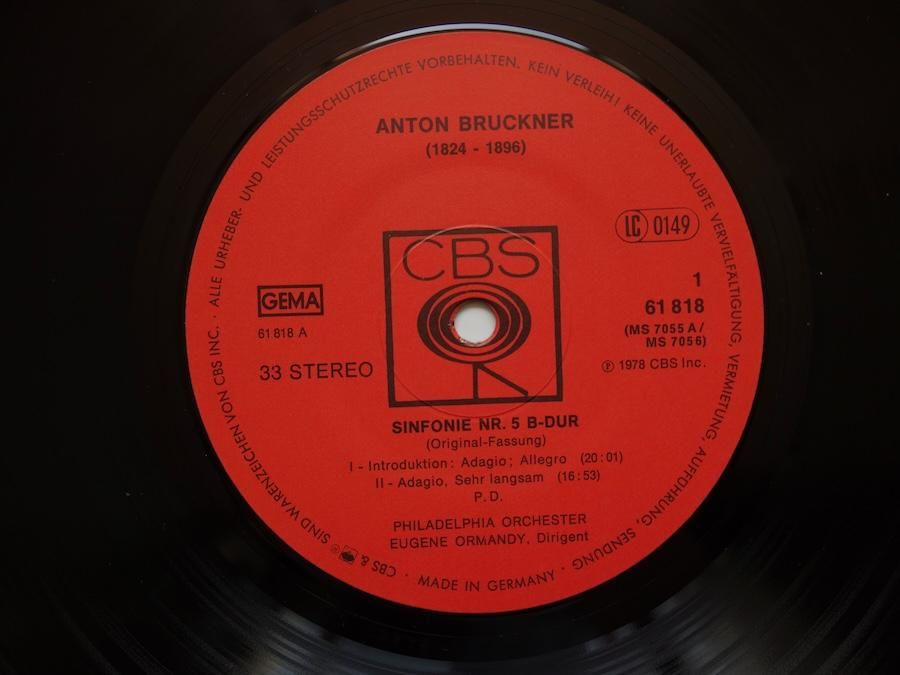 ANTON BRUCKNER
(1824 - 1896)
LC 0149
CBS
GEMA
61 818 A
33 STEREO
1
61 818
(MS 7055 A/
MS 7056)
Ⓟ 1978 CBS Inc.
SINFONIE NR. 5 B-DUR
(Original-Fassung)
I - Introduktion: Adagio; Allegro (20:01)
II - Adagio, Sehr langsam (16:53)
P.D.
PHILADELPHIA ORCHESTER
EUGENE ORMANDY, Dirigent
· ALLE URHEBER- UND LEISTUNGSSCHUTZRECHTE VORBEHALTEN. KEIN VERLEIH! KEINE UNERLAUBTE VERVIELFÄLTIGUNG, VERMIETUNG, AUFFÜHRUNG, SENDUNG. · MADE IN GERMANY · CBS & ® SIND WARENZEICHEN VON CBS INC.